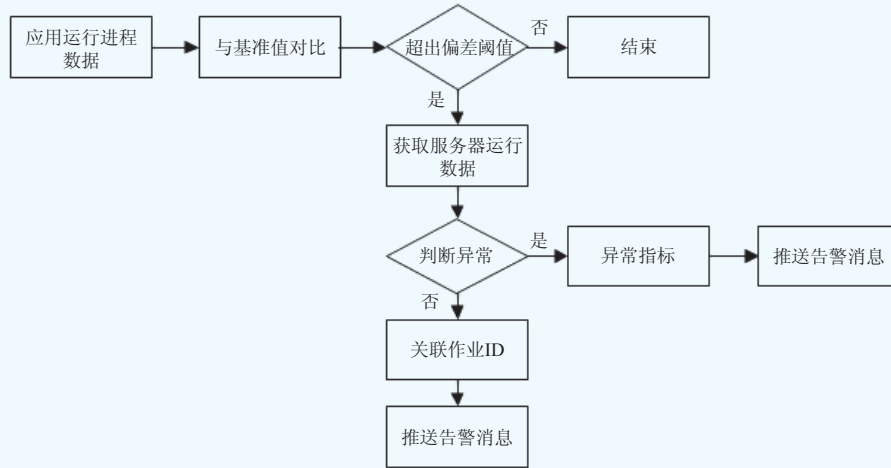 应用运行进程
数据
与基准值对比
超出偏差阈值
否
结束
是
获取服务器运行
数据
判断异常
是
异常指标
推送告警消息
否
关联作业ID
推送告警消息